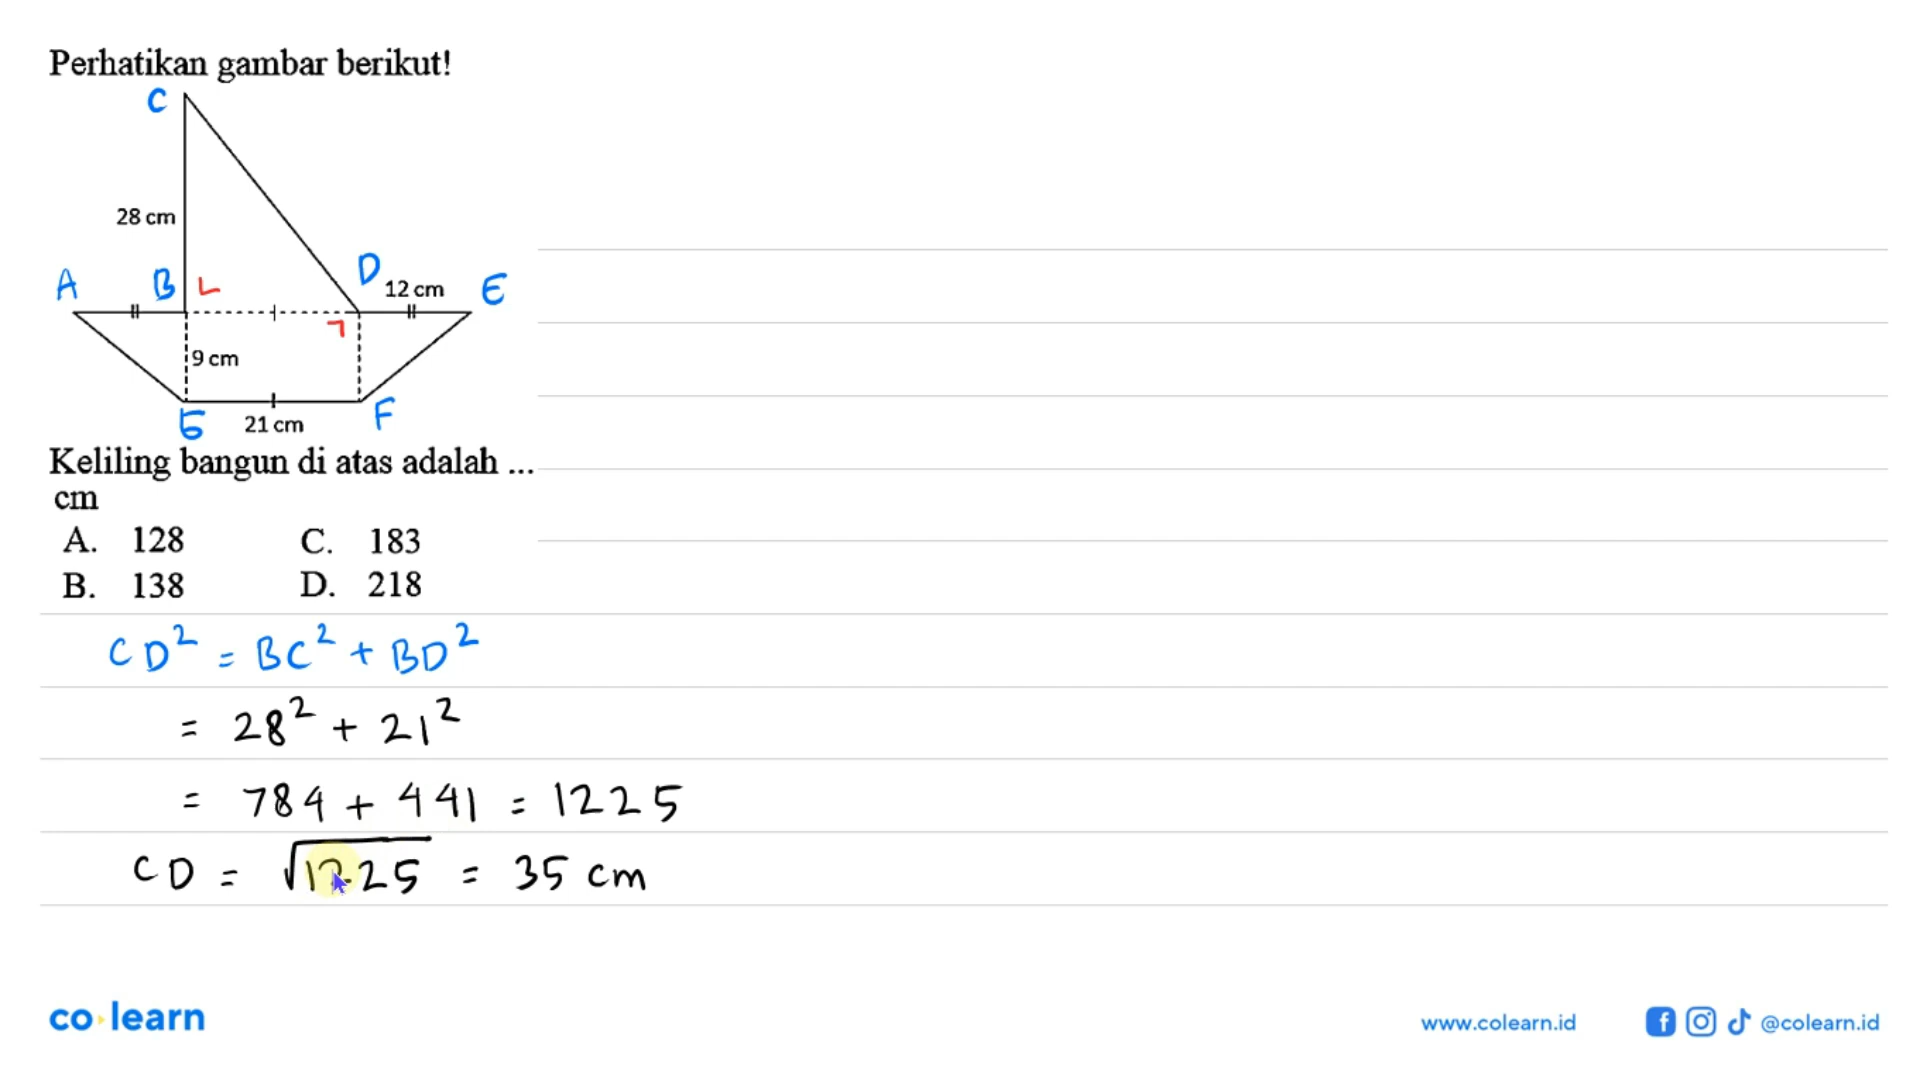 Perhatikan gambar berikut!
C
28 cm
A B D 12 cm E
9 cm
G 21 cm F
Keliling bangun di atas adalah ...
cm
A. 128 C. 183
B. 138 D. 218
CD² = BC² + BD²
= 28² + 21²
= 784 + 441 = 1225
CD = √1225 = 35 cm
co learn
www.colearn.id @colearn.id